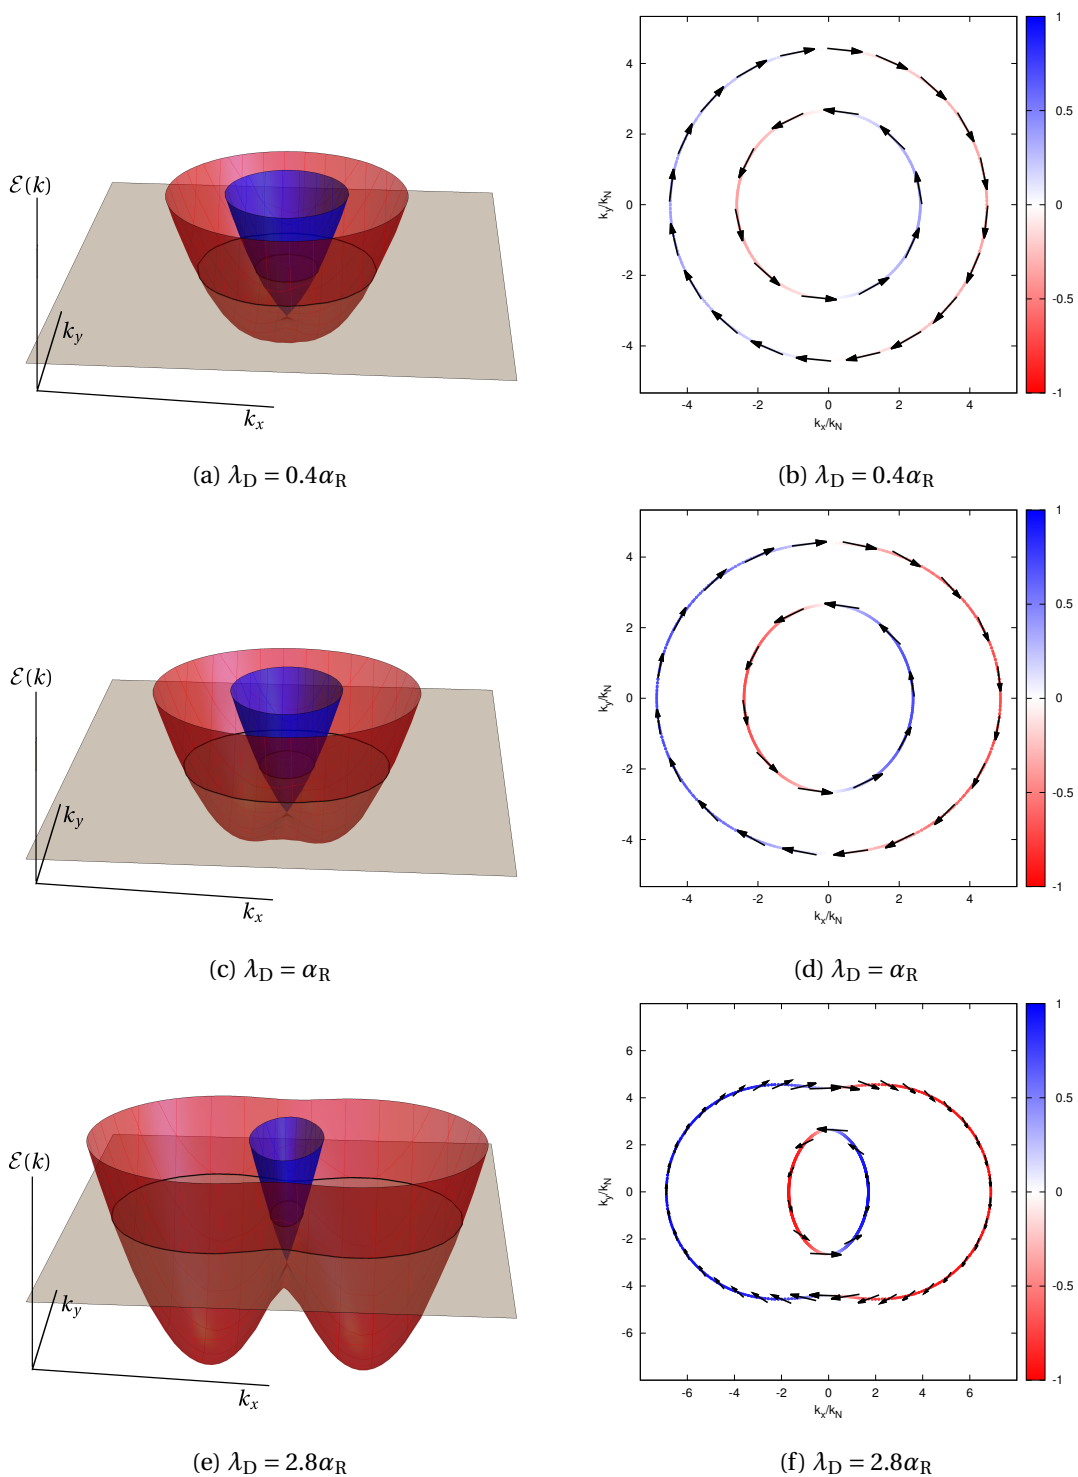 ℰ(k)
k_y
k_x
(a) λ_D = 0.4α_R
4
2
0
-2
-4
k_y/k_N
-4 -2 0 2 4
k_x/k_N
1
0.5
0
-0.5
-1
(b) λ_D = 0.4α_R
ℰ(k)
k_y
k_x
(c) λ_D = α_R
4
2
0
-2
-4
k_y/k_N
-4 -2 0 2 4
k_x/k_N
1
0.5
0
-0.5
-1
(d) λ_D = α_R
ℰ(k)
k_y
k_x
(e) λ_D = 2.8α_R
6
4
2
0
-2
-4
-6
k_y/k_N
-6 -4 -2 0 2 4 6
k_x/k_N
1
0.5
0
-0.5
-1
(f) λ_D = 2.8α_R